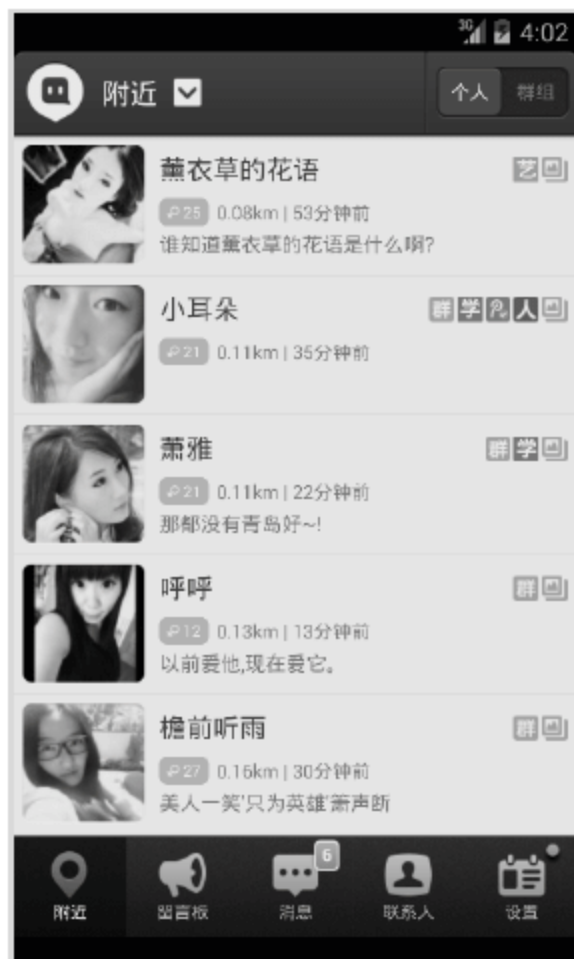 3G 4:02
附近 个人 群组
薰衣草的花语 艺
25 0.08km | 53分钟前
谁知道薰衣草的花语是什么啊?
小耳朵 群 学 人
21 0.11km | 35分钟前
萧雅 群 学
21 0.11km | 22分钟前
那都没有青岛好~!
呼呼 群
12 0.13km | 13分钟前
以前爱他,现在爱它。
檐前听雨 群
27 0.16km | 30分钟前
美人一笑'只为英雄'箫声断
6
附近 留言板 消息 联系人 设置